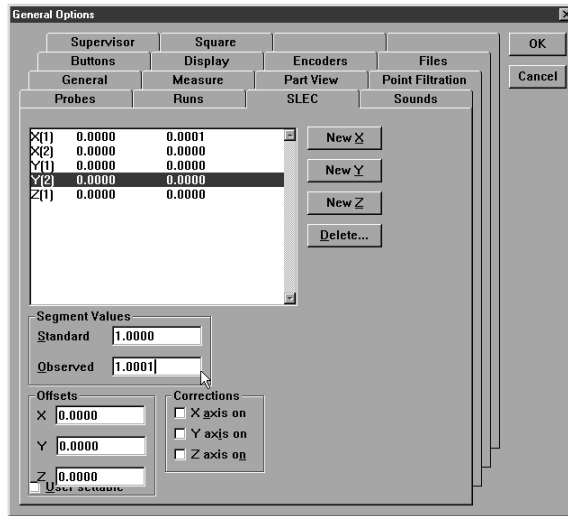 General Options
Supervisor Square
Buttons Display Encoders Files
General Measure Part View Point Filtration
Probes Runs SLEC Sounds
OK
Cancel
X(1) 0.0000 0.0001
X(2) 0.0000 0.0000
Y(1) 0.0000 0.0000
Y(2) 0.0000 0.0000
Z(1) 0.0000 0.0000
New X
New Y
New Z
Delete...
Segment Values
Standard 1.0000
Observed 1.0001
Offsets
X 0.0000
Y 0.0000
Z 0.0000
User settable
Corrections
X axis on
Y axis on
Z axis on